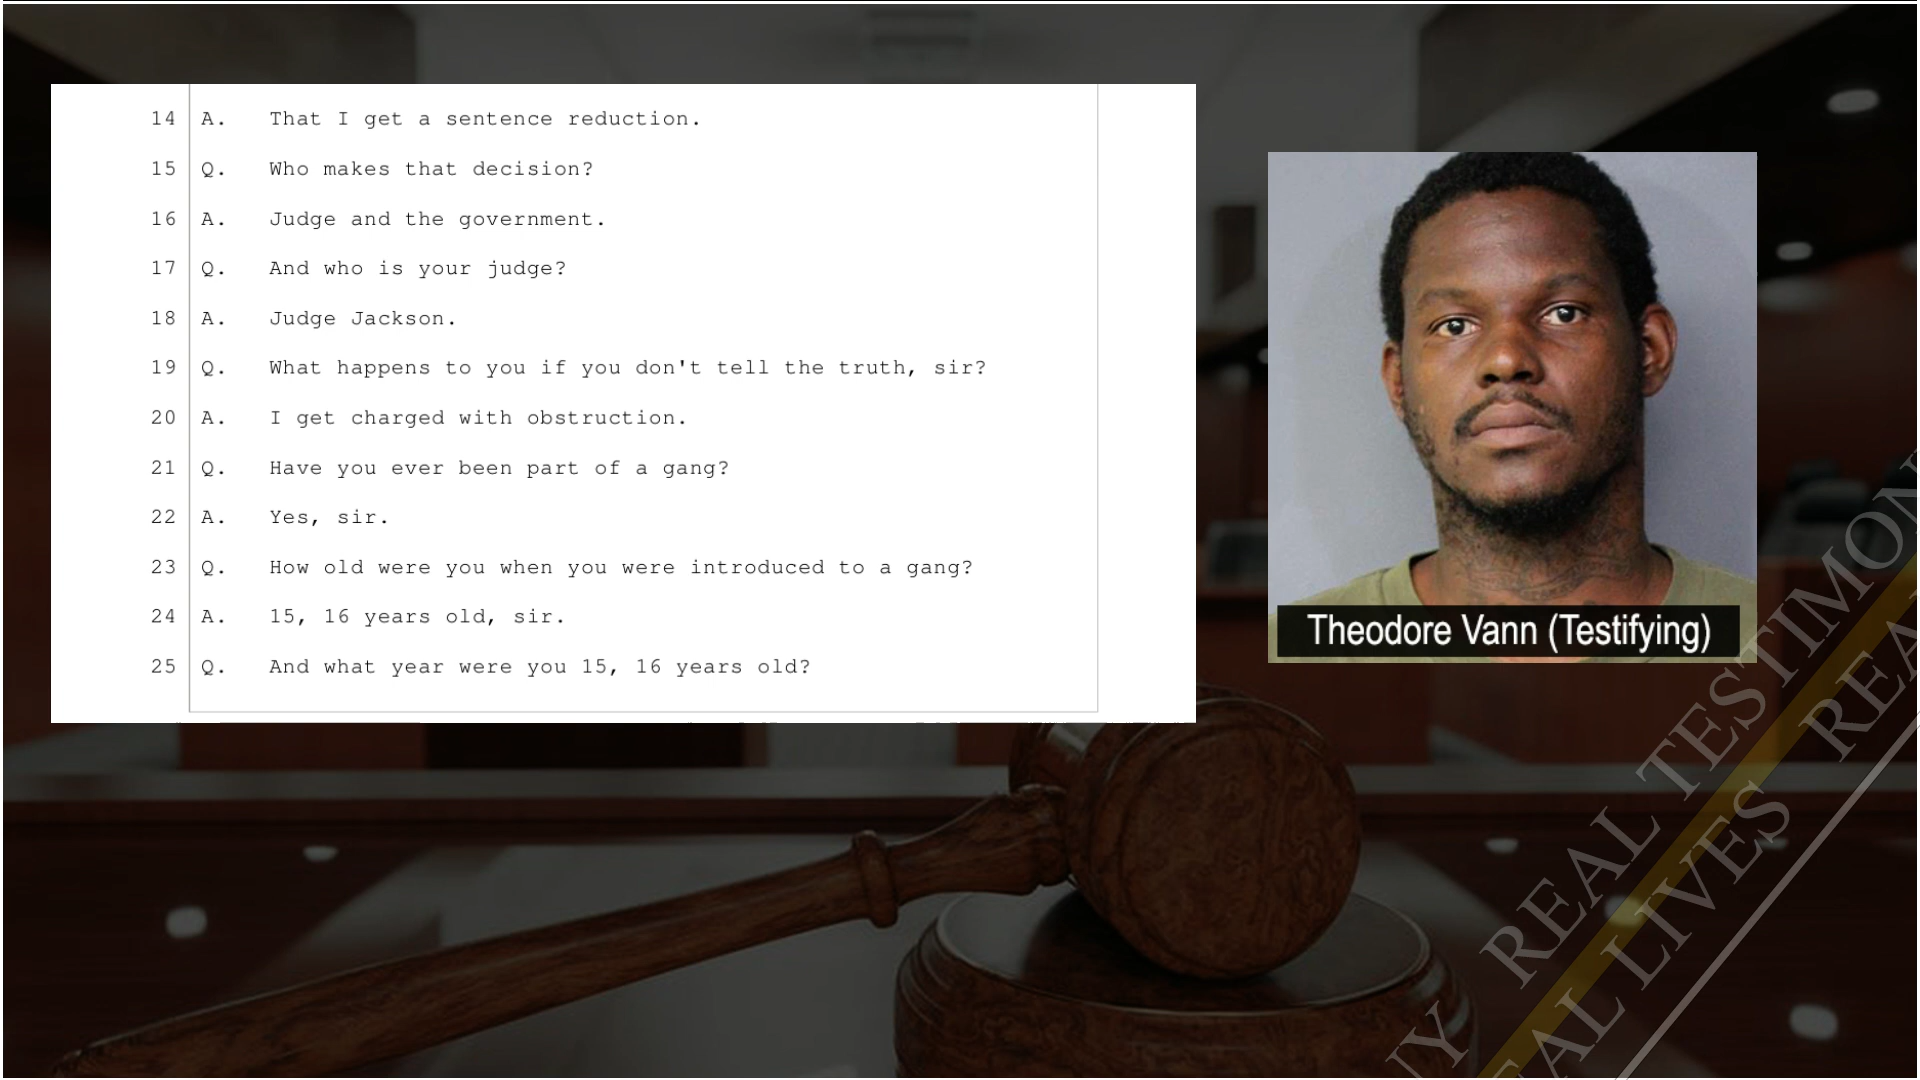 14 A. That I get a sentence reduction.
15 Q. Who makes that decision?
16 A. Judge and the government.
17 Q. And who is your judge?
18 A. Judge Jackson.
19 Q. What happens to you if you don't tell the truth, sir?
20 A. I get charged with obstruction.
21 Q. Have you ever been part of a gang?
22 A. Yes, sir.
23 Q. How old were you when you were introduced to a gang?
24 A. 15, 16 years old, sir.
25 Q. And what year were you 15, 16 years old?
Theodore Vann (Testifying)
REAL TESTIMON
REAL LIVES REA